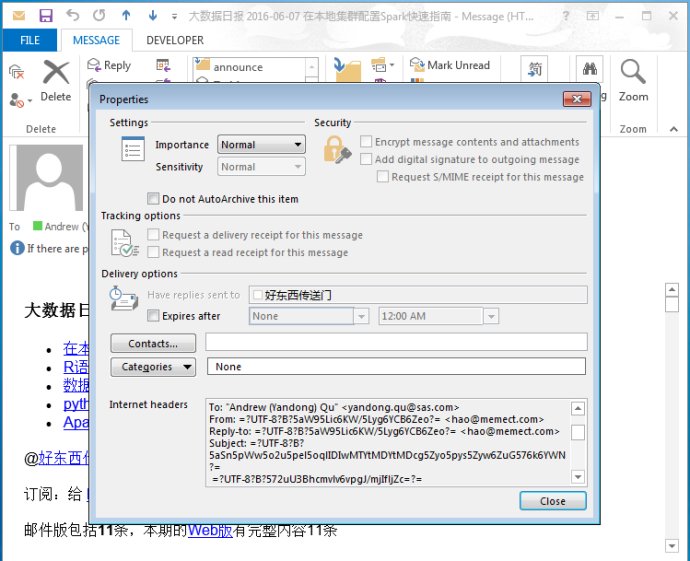 大数据日报 2016-06-07 在本地集群配置Spark快速指南 - Message (HT...
FILE MESSAGE DEVELOPER
Reply
announce
Mark Unread
简
Delete
Zoom
Delete
Zoom
Properties
Settings
Security
Importance Normal
Encrypt message contents and attachments
Sensitivity Normal
Add digital signature to outgoing message
Request S/MIME receipt for this message
Do not AutoArchive this item
To Andrew (Y
Tracking options
Request a delivery receipt for this message
If there are p
Request a read receipt for this message
Delivery options
Have replies sent to 好东西传送门
大数据日
Expires after None 12:00 AM
在本
Contacts...
R语
Categories None
数据
pyth
Apa
Internet headers
To: "Andrew (Yandong) Qu" <yandong.qu@sas.com>
From: =?UTF-8?B?5aW95Lic6KW/5Lyg6YCB6Zeo?= <hao@memect.com>
Reply-to: =?UTF-8?B?5aW95Lic6KW/5Lyg6YCB6Zeo?= <hao@memect.com>
Subject: =?UTF-8?B?
5aSn5pWw5o2u5pel5oqlIDIwMTYtMDYtMDcg5Zyo5pys5Zyw6ZuG576k6YWN
?=
=?UTF-8?B?572uU3Bhcmvlv6vpgJ/mjIfljZc=?=
@好东西传
订阅：给
Close
邮件版包括11条，本期的Web版有完整内容11条